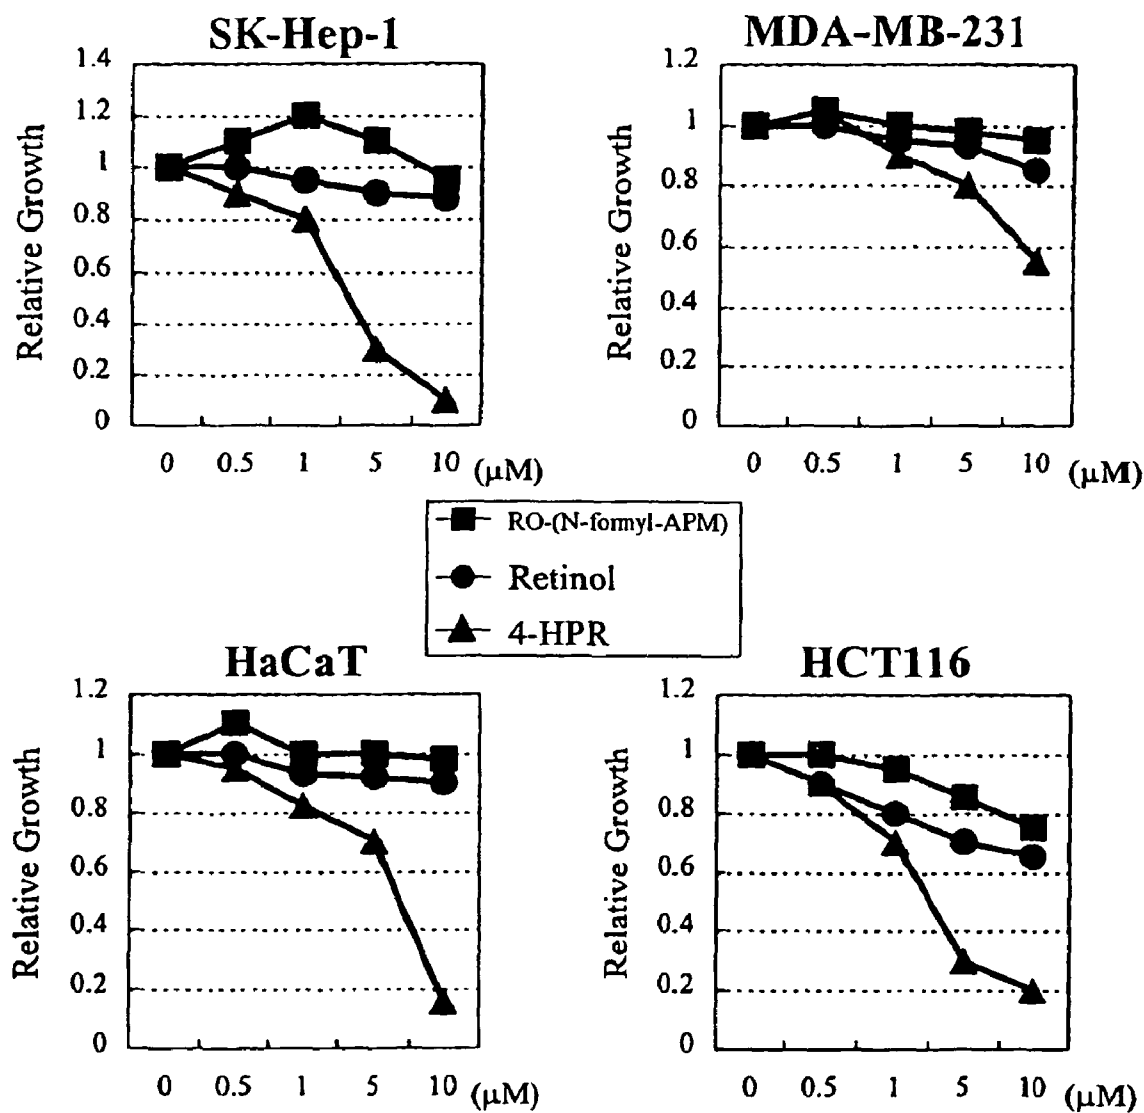 SK-Hep-1
Relative Growth
1.4
1.2
1
0.8
0.6
0.4
0.2
0
0 0.5 1 5 10 (μM)
MDA-MB-231
Relative Growth
1.2
1
0.8
0.6
0.4
0.2
0
0 0.5 1 5 10 (μM)
RO-(N-formyl-APM)
Retinol
4-HPR
HaCaT
Relative Growth
1.2
1
0.8
0.6
0.4
0.2
0
0 0.5 1 5 10 (μM)
HCT116
Relative Growth
1.2
1
0.8
0.6
0.4
0.2
0
0 0.5 1 5 10 (μM)